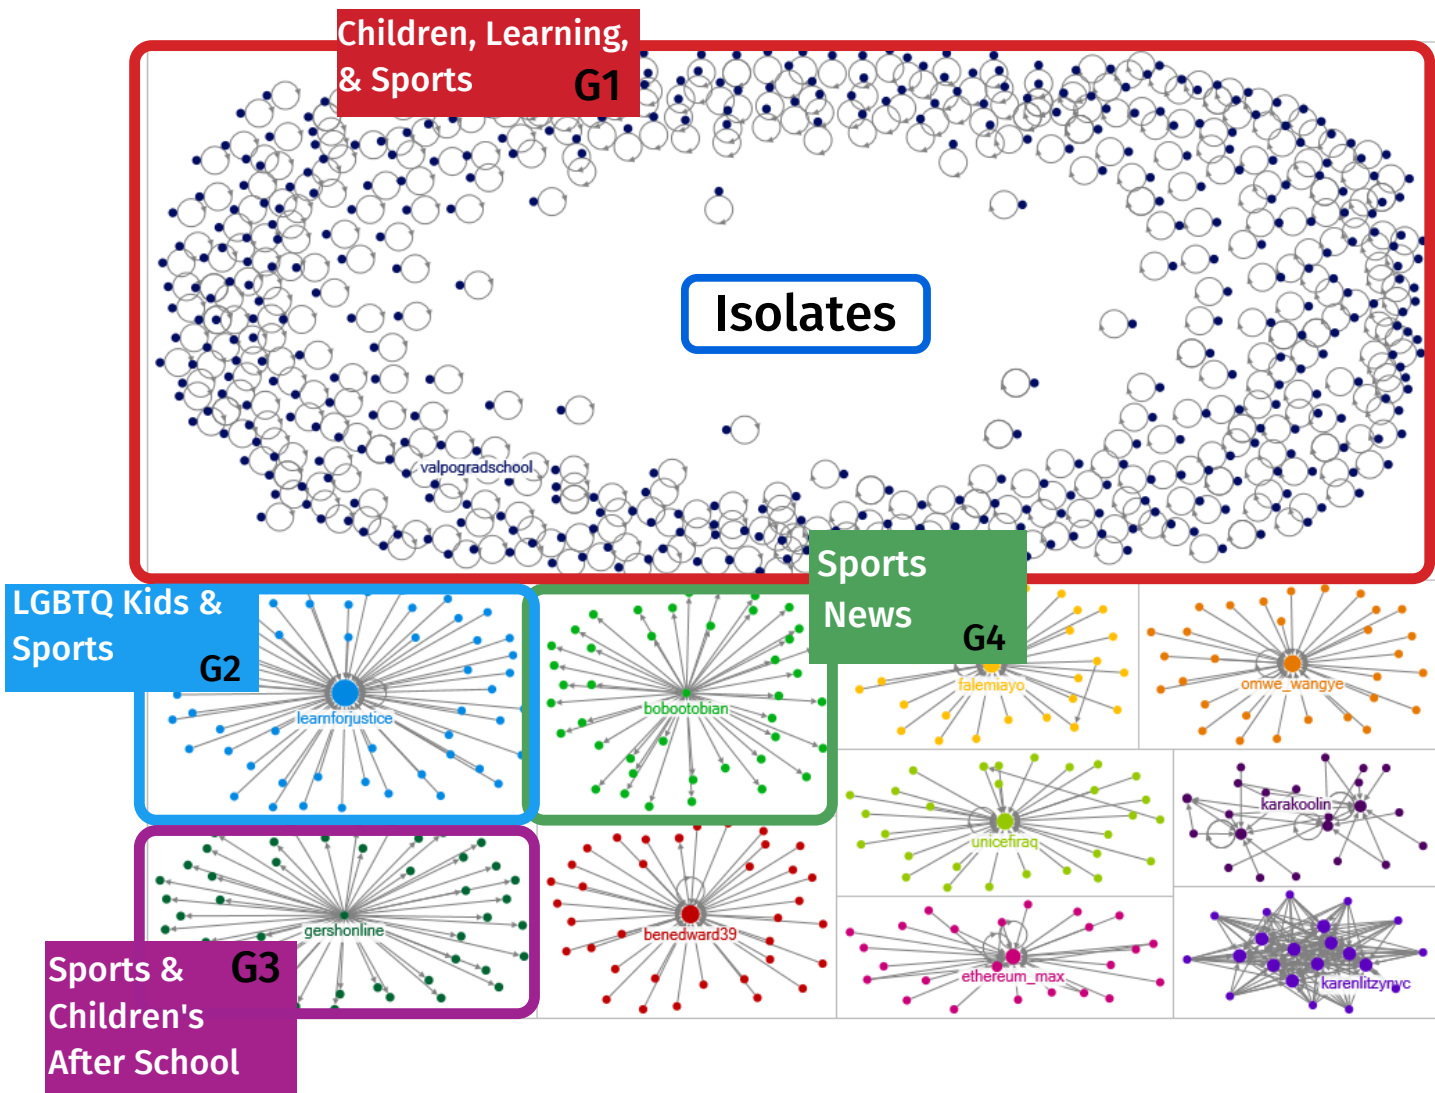 Children, Learning,
& Sports
G1
Isolates
valpogradschool
LGBTQ Kids &
Sports
G2
learnforjustice
bobootobian
Sports
News
G4
falemiayo
omwe_wangye
unicefiraq
karakoolin
gershonline
benedward39
ethereum_max
karenlitzynyc
Sports &
G3
Children's
After School